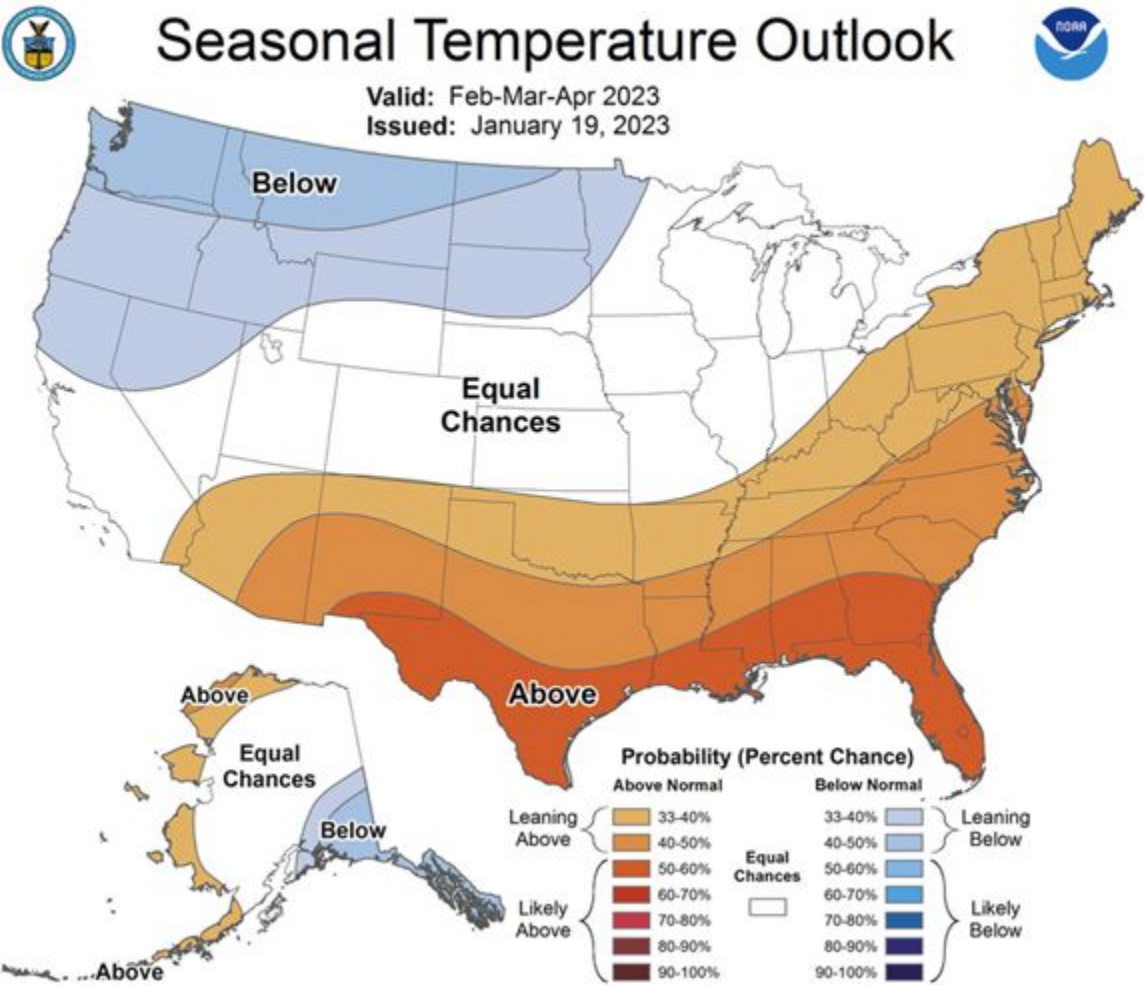 Seasonal Temperature Outlook
NOAA
Valid: Feb-Mar-Apr 2023
Issued: January 19, 2023
Below
Equal
Chances
Above
Above
Equal
Chances
Below
Above
Probability (Percent Chance)
Above Normal
Below Normal
Leaning
Above
33-40%
40-50%
Likely
Above
50-60%
60-70%
70-80%
80-90%
90-100%
Equal
Chances
33-40%
40-50%
Leaning
Below
50-60%
60-70%
70-80%
80-90%
90-100%
Likely
Below